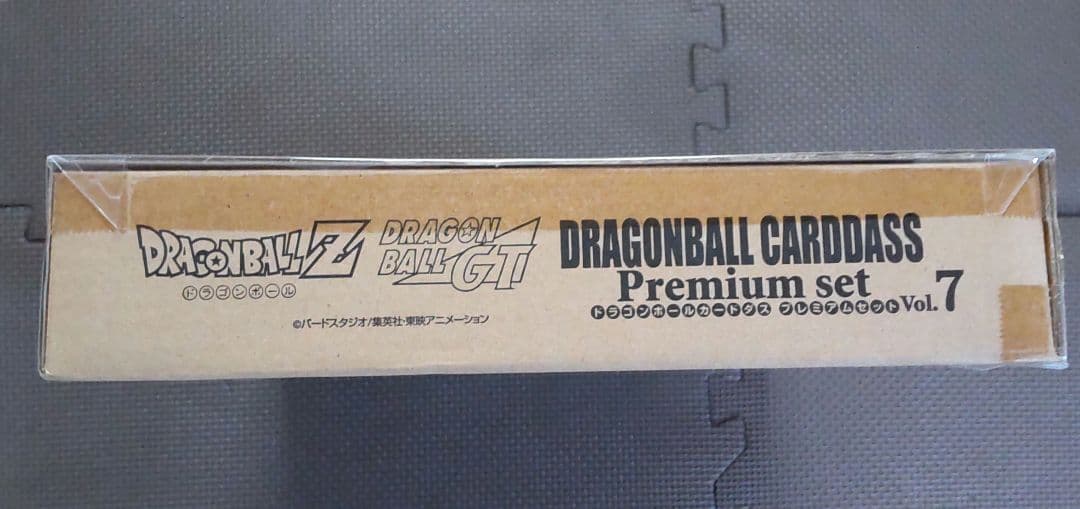 DRAGONBALL Z
ドラゴンボール
DRAGON
BALL GT
©バードスタジオ/集英社・東映アニメーション
DRAGONBALL CARDDASS
Premium set
ドラゴンボールカードダス プレミアムセット Vol. 7